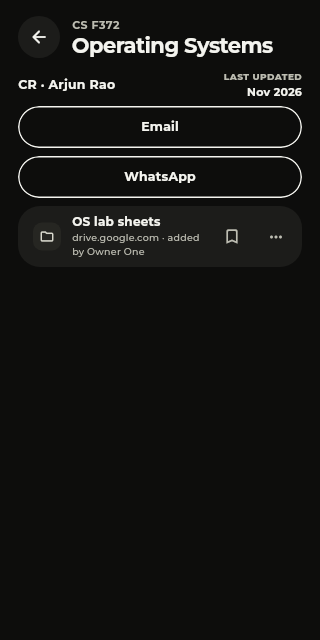 CS F372
Operating Systems
CR · Arjun Rao
LAST UPDATED
Nov 2026
Email
WhatsApp
OS lab sheets
drive.google.com · added
by Owner One